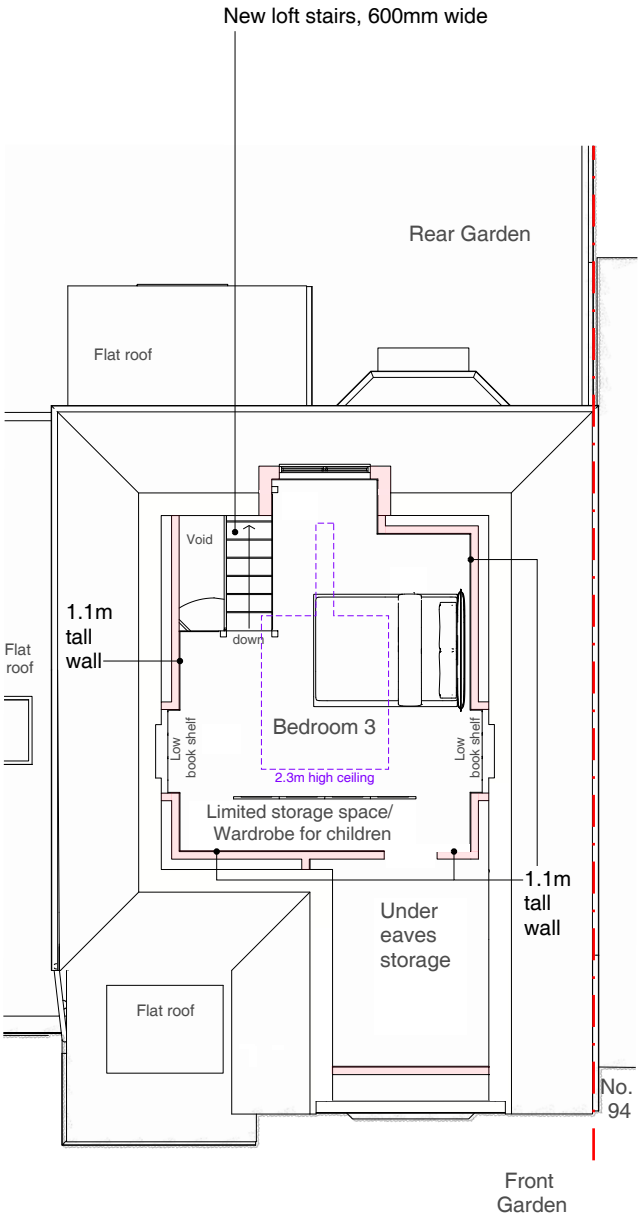 New loft stairs, 600mm wide
Rear Garden
Flat roof
Void
1.1m
tall
wall
down
Flat
roof
Bedroom 3
Low
book shelf
Low
book shelf
2.3m high ceiling
Limited storage space/
Wardrobe for children
1.1m
tall
wall
Under
eaves
storage
Flat roof
No.
94
Front
Garden